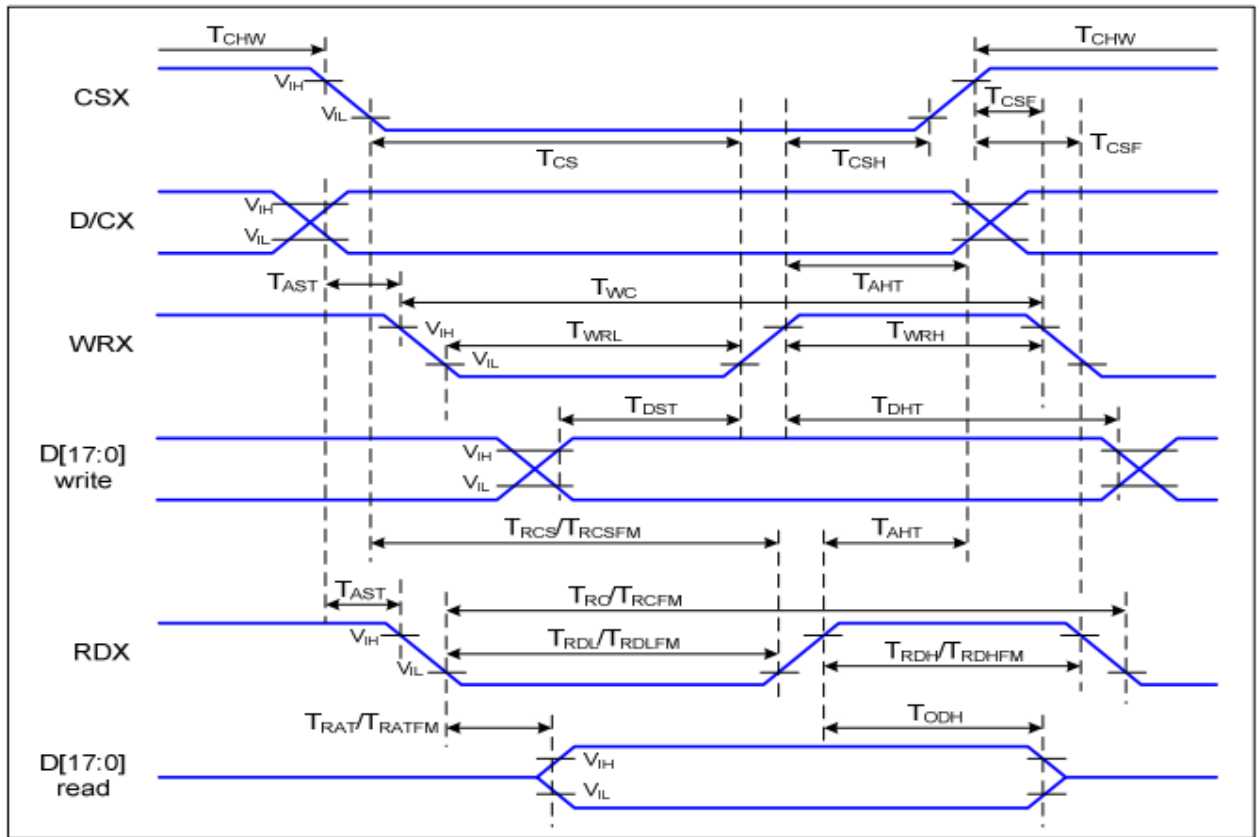 TCHW TCHW
CSX VIH VIL
TCSF
TCS TCSH TCSF
D/CX VIH VIL
TAST TWC TAHT
WRX VIH VIL
TWRL TWRH
TDST TDHT
D[17:0] write VIH VIL
TRCS/TRCSFM TAHT
TAST TRC/TRCFM
RDX VIH VIL
TRDL/TRDLFM TRDH/TRDHFM
TRAT/TRATFM TODH
D[17:0] read VIH VIL